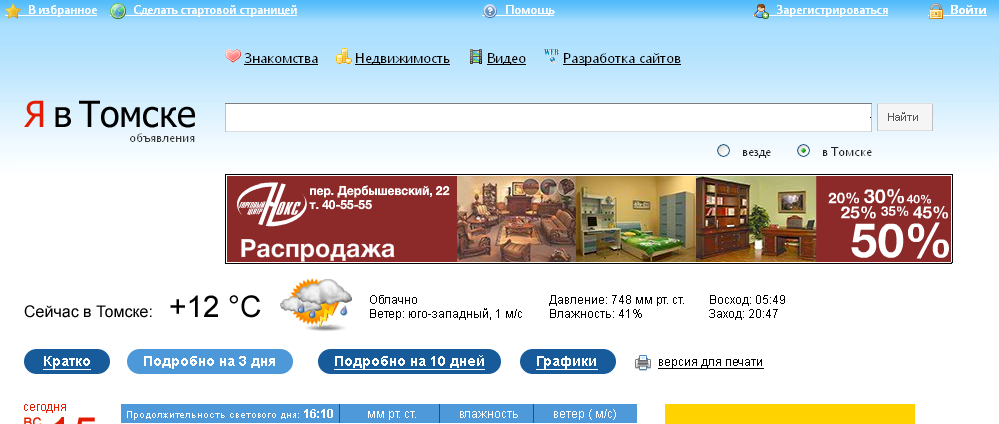 В избранное Сделать стартовой страницей Помощь Зарегистрироваться Войти
Знакомства Недвижимость Видео WEB Разработка сайтов
Я в Томске
объявления
Найти
везде в Томске
ТОРГОВЫЙ ЦЕНТР НОКС
пер. Дербышевский, 22
т. 40-55-55
Распродажа
20% 30% 40%
25% 35% 45%
50%
Сейчас в Томске: +12 °C
Облачно Давление: 748 мм рт. ст. Восход: 05:49
Ветер: юго-западный, 1 м/с Влажность: 41% Заход: 20:47
Кратко Подробно на 3 дня Подробно на 10 дней Графики версия для печати
сегодня
вс 15
Продолжительность светового дня: 16:10 мм рт. ст. влажность ветер ( м/с)